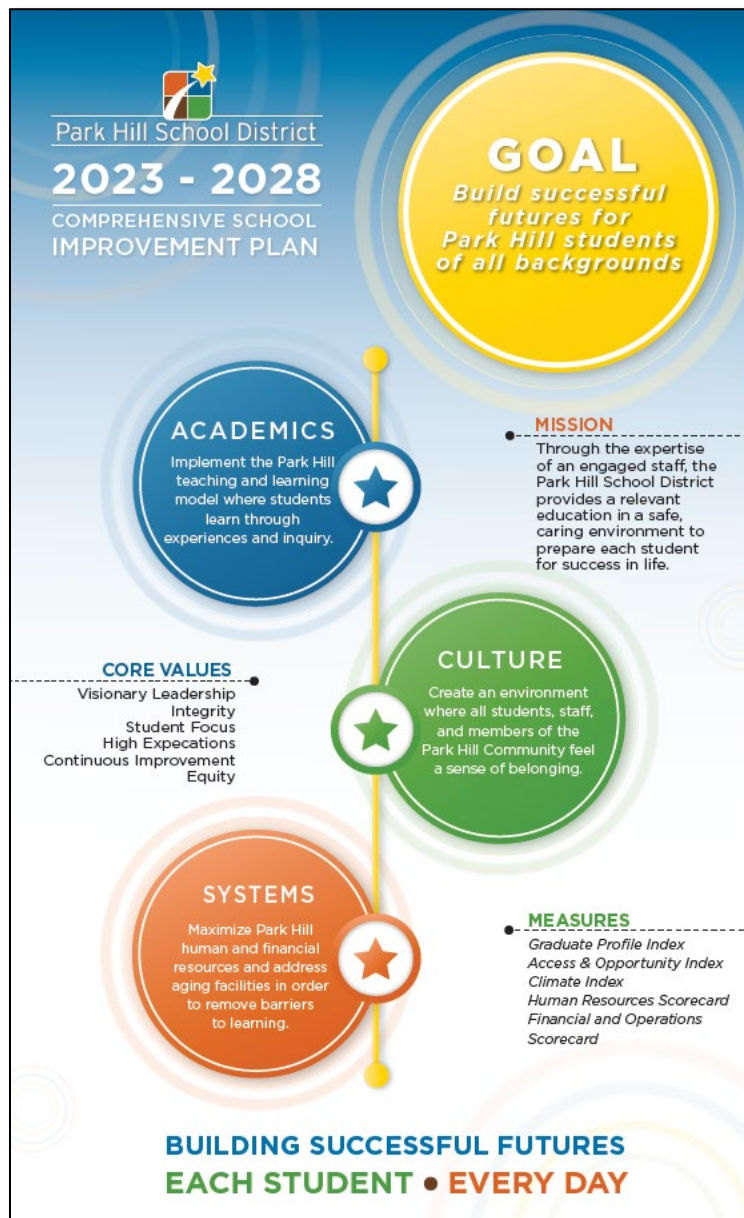 Park Hill School District
2023 - 2028
COMPREHENSIVE SCHOOL
IMPROVEMENT PLAN
GOAL
Build successful
futures for
Park Hill students
of all backgrounds
ACADEMICS
Implement the Park Hill
teaching and learning
model where students
learn through
experiences and inquiry.
MISSION
Through the expertise
of an engaged staff, the
Park Hill School District
provides a relevant
education in a safe,
caring environment to
prepare each student
for success in life.
CORE VALUES
Visionary Leadership
Integrity
Student Focus
High Expecations
Continuous Improvement
Equity
CULTURE
Create an environment
where all students, staff,
and members of the
Park Hill Community feel
a sense of belonging.
SYSTEMS
Maximize Park Hill
human and financial
resources and address
aging facilities in order
to remove barriers
to learning.
MEASURES
Graduate Profile Index
Access & Opportunity Index
Climate Index
Human Resources Scorecard
Financial and Operations
Scorecard
BUILDING SUCCESSFUL FUTURES
EACH STUDENT • EVERY DAY